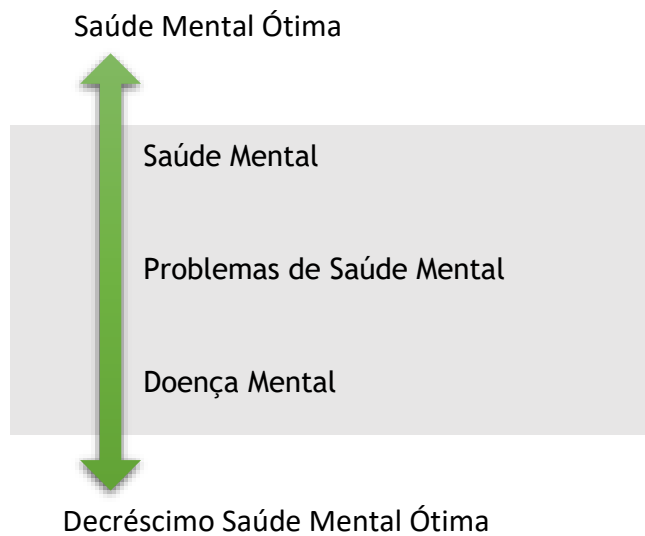 Saúde Mental Ótima
Saúde Mental
Problemas de Saúde Mental
Doença Mental
Decréscimo Saúde Mental Ótima